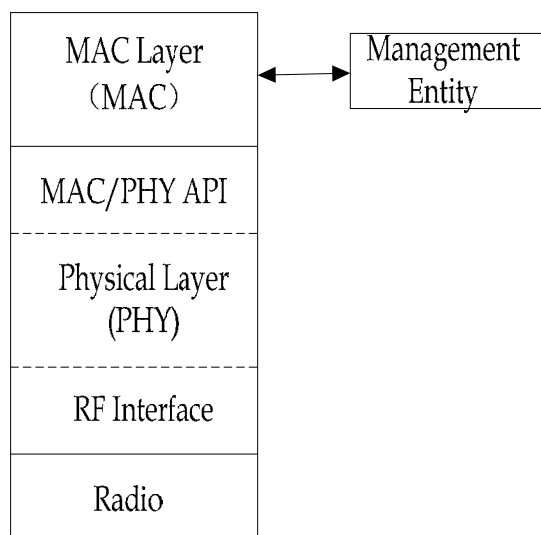 MAC Layer
（MAC）
Management
Entity
MAC/PHY API
Physical Layer
(PHY)
RF Interface
Radio